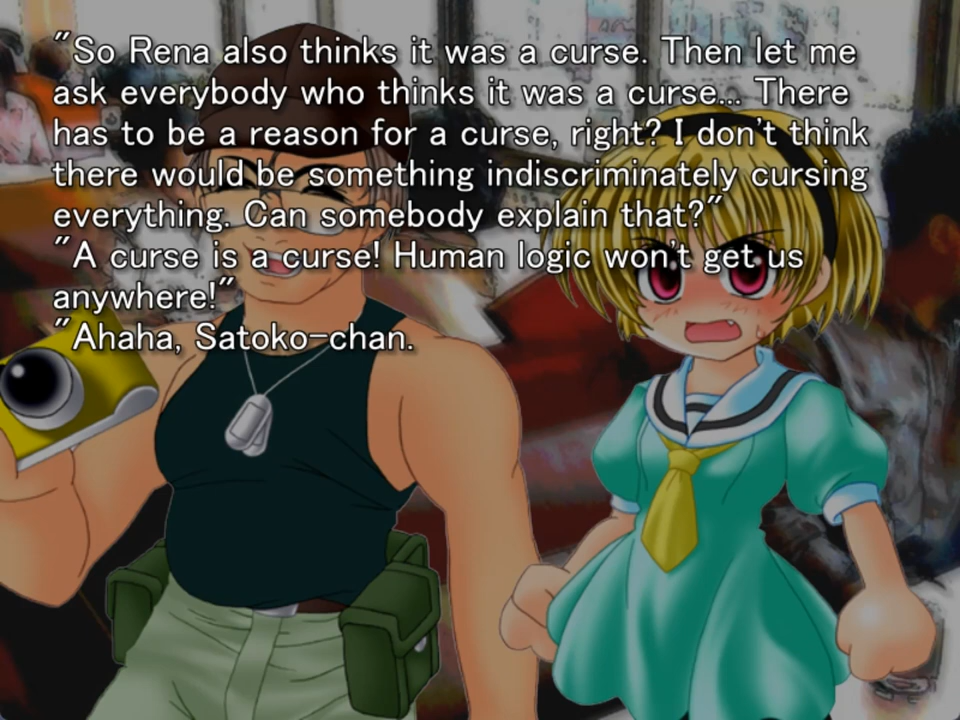 "So Rena also thinks it was a curse. Then let me
ask everybody who thinks it was a curse... There
has to be a reason for a curse, right? I don't think
there would be something indiscriminately cursing
everything. Can somebody explain that?"
"A curse is a curse! Human logic won't get us
anywhere!"
"Ahaha, Satoko-chan.